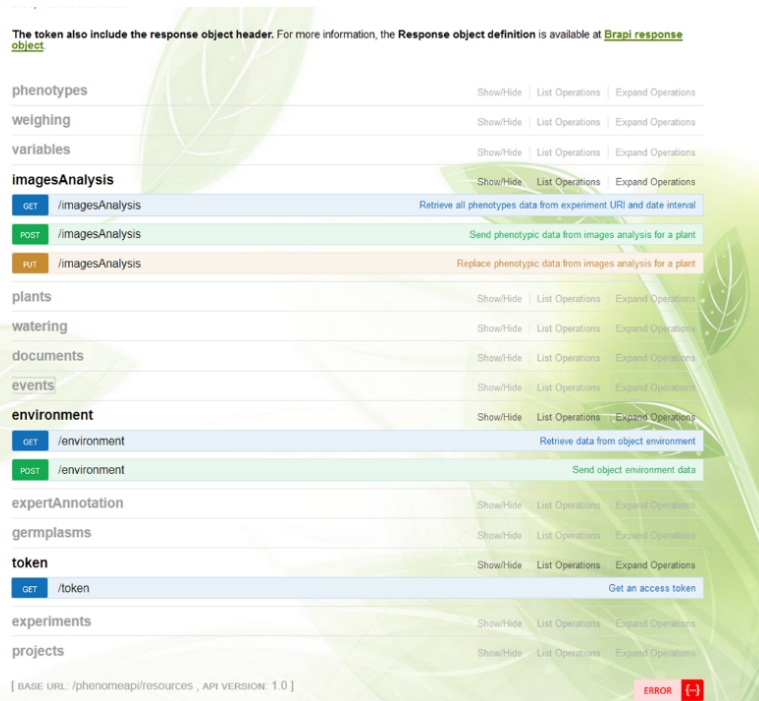 The token also include the response object header. For more information, the Response object definition is available at Brapi response
object.
phenotypes Show/Hide List Operations Expand Operations
weighing Show/Hide List Operations Expand Operations
variables Show/Hide List Operations Expand Operations
imagesAnalysis Show/Hide List Operations Expand Operations
GET /imagesAnalysis Retrieve all phenotypes data from experiment URI and date interval
POST /imagesAnalysis Send phenotypic data from images analysis for a plant
PUT /imagesAnalysis Replace phenotypic data from images analysis for a plant
plants Show/Hide List Operations Expand Operations
watering Show/Hide List Operations Expand Operations
documents Show/Hide List Operations Expand Operations
events Show/Hide List Operations Expand Operations
environment Show/Hide List Operations Expand Operations
GET /environment Retrieve data from object environment
POST /environment Send object environment data
expertAnnotation Show/Hide List Operations Expand Operations
germplasms Show/Hide List Operations Expand Operations
token Show/Hide List Operations Expand Operations
GET /token Get an access token
experiments Show/Hide List Operations Expand Operations
projects Show/Hide List Operations Expand Operations
[ BASE URL: /phenomeapi/resources , API VERSION: 1.0 ] ERROR {···}